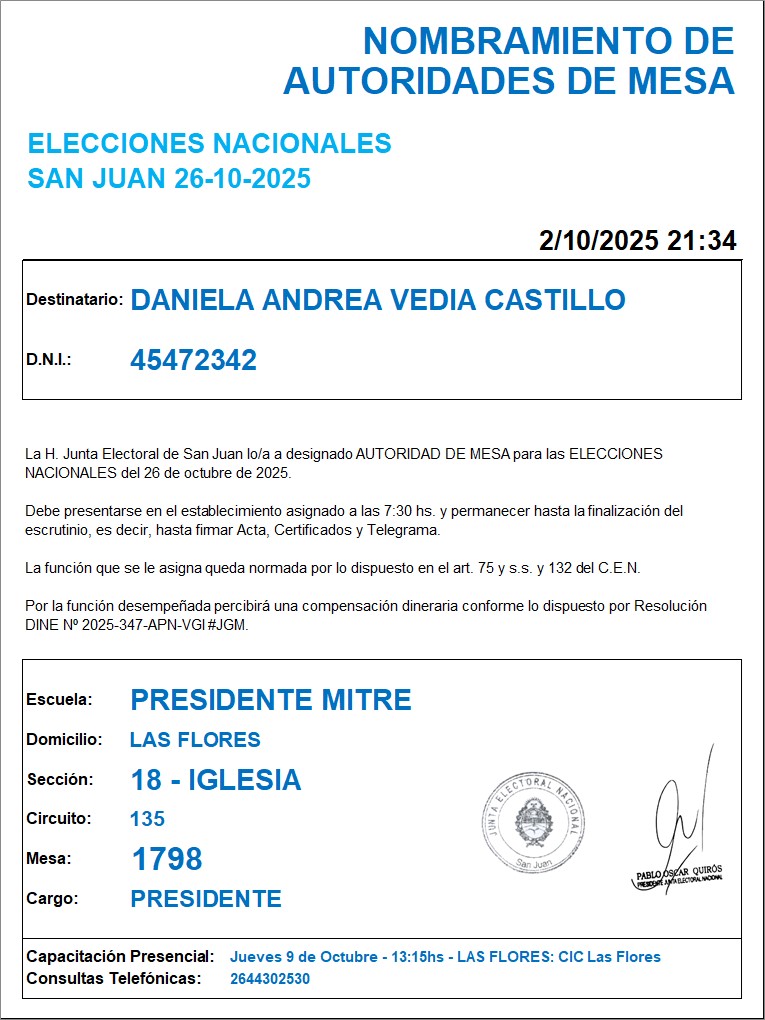 NOMBRAMIENTO DE
AUTORIDADES DE MESA
ELECCIONES NACIONALES
SAN JUAN 26-10-2025
2/10/2025 21:34
Destinatario: DANIELA ANDREA VEDIA CASTILLO
D.N.I.: 45472342
La H. Junta Electoral de San Juan lo/a a designado AUTORIDAD DE MESA para las ELECCIONES
NACIONALES del 26 de octubre de 2025.
Debe presentarse en el establecimiento asignado a las 7:30 hs. y permanecer hasta la finalización del
escrutinio, es decir, hasta firmar Acta, Certificados y Telegrama.
La función que se le asigna queda normada por lo dispuesto en el art. 75 y s.s. y 132 del C.E.N.
Por la función desempeñada percibirá una compensación dineraria conforme lo dispuesto por Resolución
DINE Nº 2025-347-APN-VGI#JGM.
Escuela: PRESIDENTE MITRE
Domicilio: LAS FLORES
Sección: 18 - IGLESIA
Circuito: 135
Mesa: 1798
Cargo: PRESIDENTE
JUNTA ELECTORAL NACIONAL
San Juan
PABLO OSCAR QUIRÓS
PRESIDENTE JUNTA ELECTORAL NACIONAL
Capacitación Presencial: Jueves 9 de Octubre - 13:15hs - LAS FLORES: CIC Las Flores
Consultas Telefónicas: 2644302530